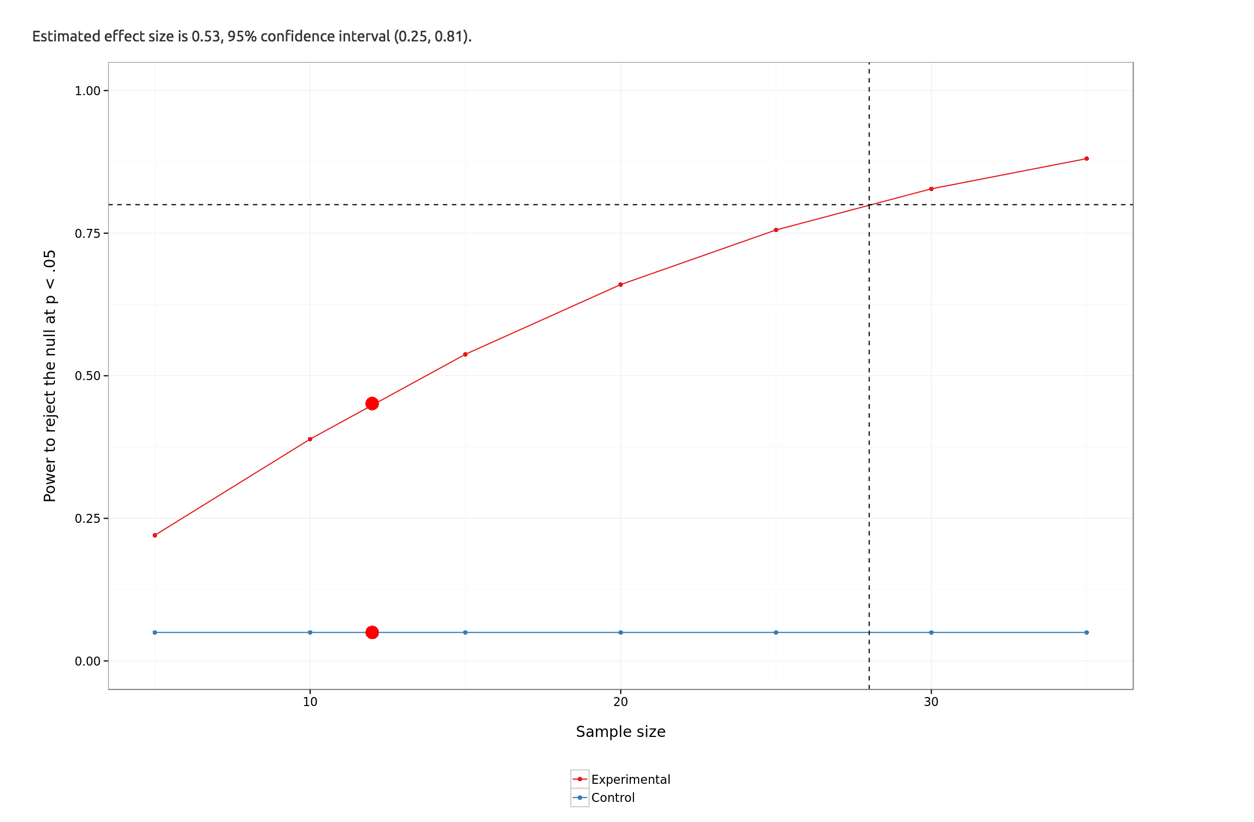 Estimated effect size is 0.53, 95% confidence interval (0.25, 0.81).
1.00
0.75
0.50
0.25
0.00
Power to reject the null at p < .05
10 20 30
Sample size
Experimental
Control